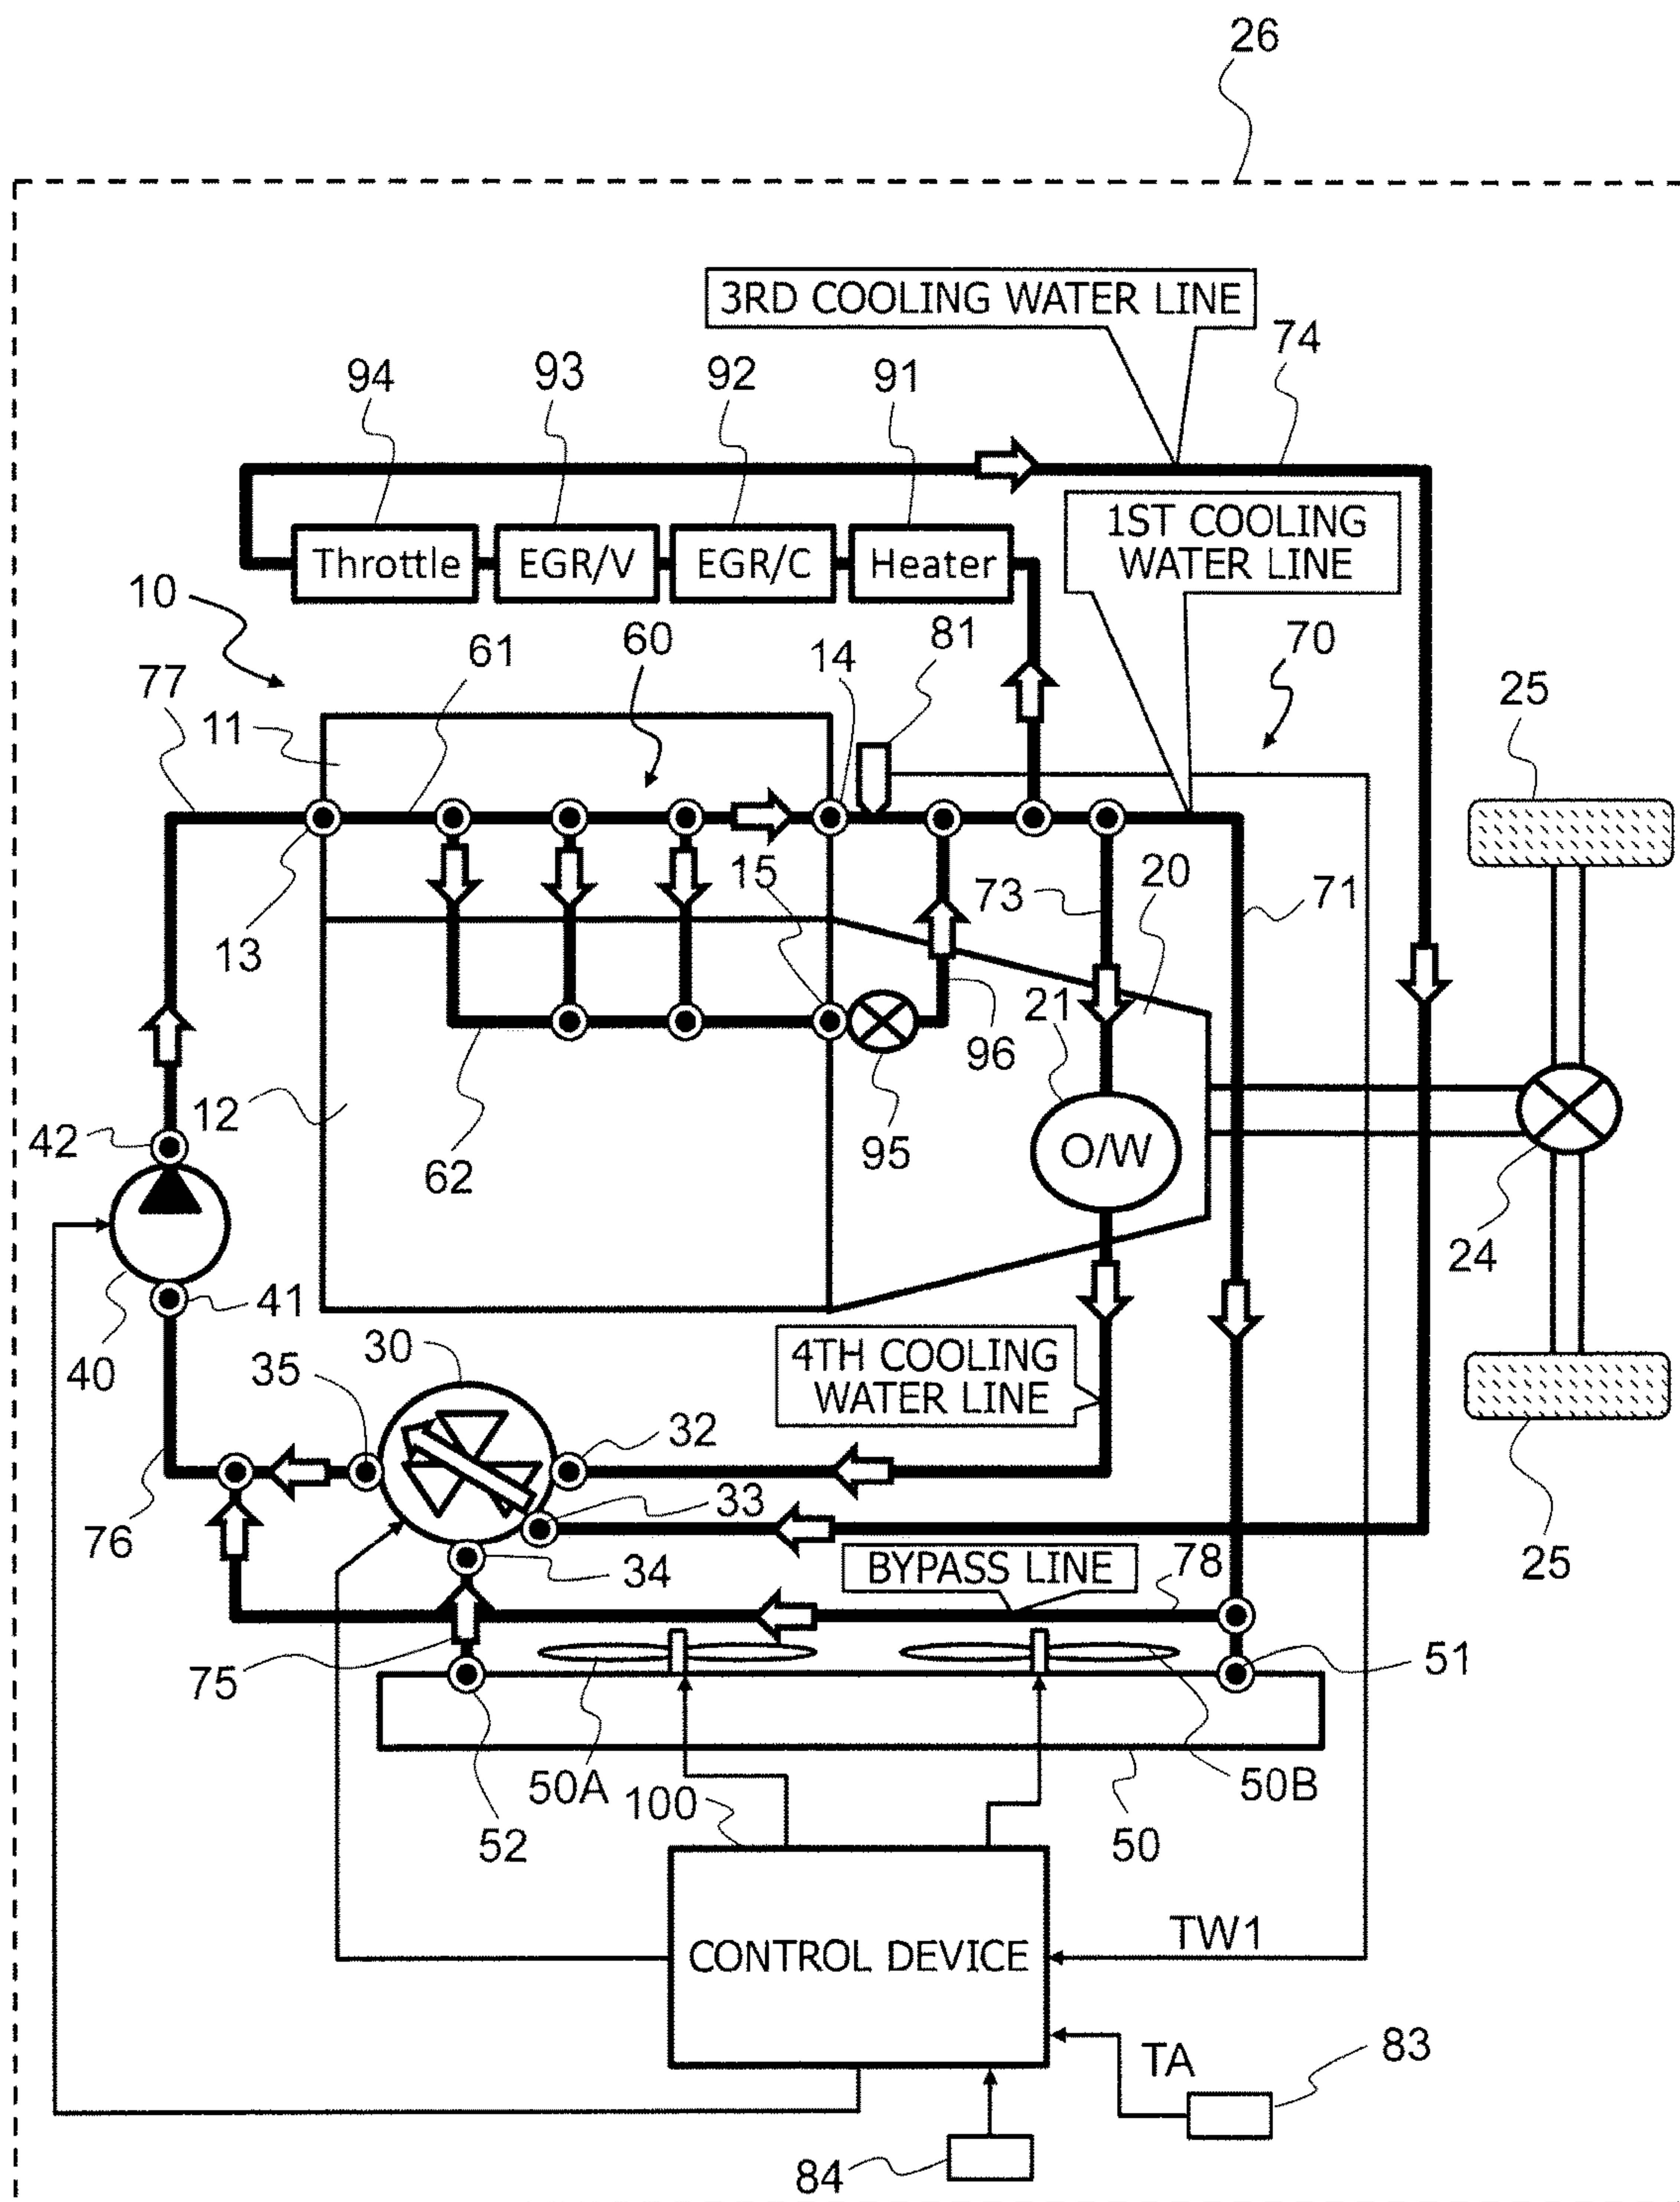 26
3RD COOLING WATER LINE
74
94
93
92
91
1ST COOLING
WATER LINE
Throttle
EGR/V
EGR/C
Heater
10
77
61
60
14
81
70
11
25
13
15
73
20
71
21
96
12
62
95
O/W
42
24
41
40
30
35
4TH COOLING
WATER LINE
32
33
25
76
34
BYPASS LINE
78
75
51
50A
100
50B
52
50
CONTROL DEVICE
TW1
TA
83
84